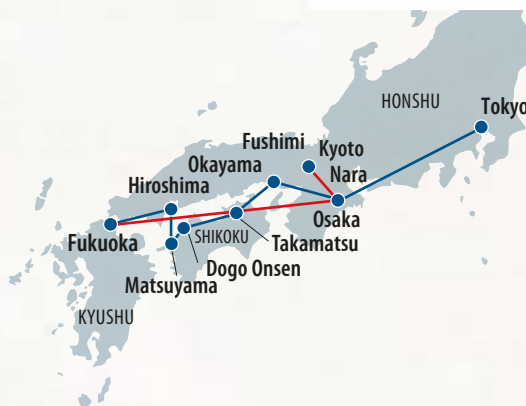 HONSHU
Tokyo
Fushimi
Kyoto
Okayama
Nara
Hiroshima
Osaka
Fukuoka
SHIKOKU
Takamatsu
Dogo Onsen
Matsuyama
KYUSHU